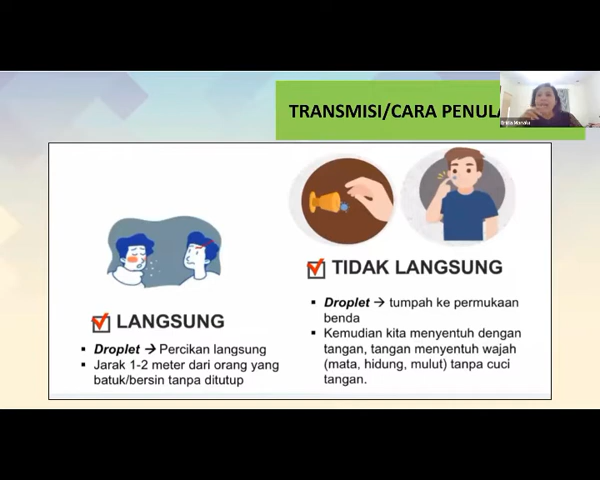 TRANSMISI/CARA PENULA
LANGSUNG
▪ Droplet → Percikan langsung
▪ Jarak 1-2 meter dari orang yang
batuk/bersin tanpa ditutup
TIDAK LANGSUNG
▪ Droplet → tumpah ke permukaan
benda
▪ Kemudian kita menyentuh dengan
tangan, tangan menyentuh wajah
(mata, hidung, mulut) tanpa cuci
tangan.